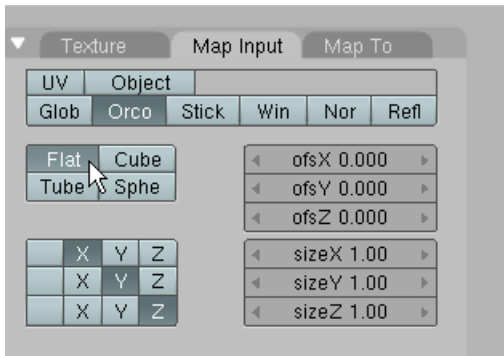 Texture Map Input Map To
UV Object
Glob Orco Stick Win Nor Refl
Flat Cube ofsX 0.000
Tube Sphe ofsY 0.000
ofsZ 0.000
X Y Z sizeX 1.00
X Y Z sizeY 1.00
X Y Z sizeZ 1.00